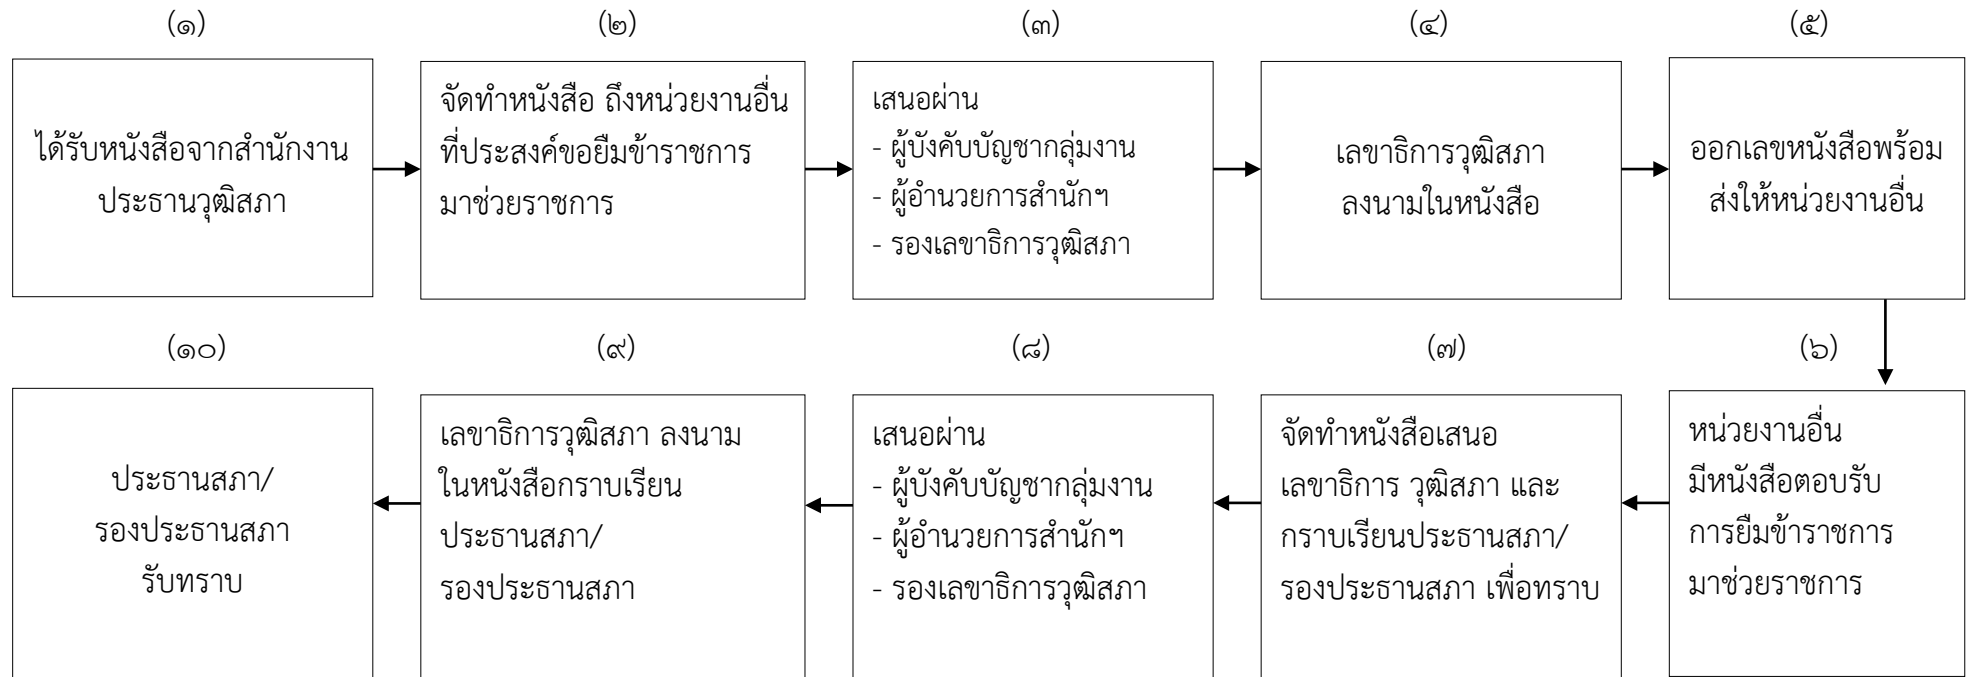 (๑)
ได้รับหนังสือจากสำนักงาน
ประธานวุฒิสภา
(๒)
จัดทำหนังสือ ถึงหน่วยงานอื่น
ที่ประสงค์ขอยืมข้าราชการ
มาช่วยราชการ
(๓)
เสนอผ่าน
- ผู้บังคับบัญชากลุ่มงาน
- ผู้อำนวยการสำนักฯ
- รองเลขาธิการวุฒิสภา
(๔)
เลขาธิการวุฒิสภา
ลงนามในหนังสือ
(๕)
ออกเลขหนังสือพร้อม
ส่งให้หน่วยงานอื่น
(๖)
หน่วยงานอื่น
มีหนังสือตอบรับ
การยืมข้าราชการ
มาช่วยราชการ
(๗)
จัดทำหนังสือเสนอ
เลขาธิการ วุฒิสภา และ
กราบเรียนประธานสภา/
รองประธานสภา เพื่อทราบ
(๘)
เสนอผ่าน
- ผู้บังคับบัญชากลุ่มงาน
- ผู้อำนวยการสำนักฯ
- รองเลขาธิการวุฒิสภา
(๙)
เลขาธิการวุฒิสภา ลงนาม
ในหนังสือกราบเรียน
ประธานสภา/
รองประธานสภา
(๑๐)
ประธานสภา/
รองประธานสภา
รับทราบ